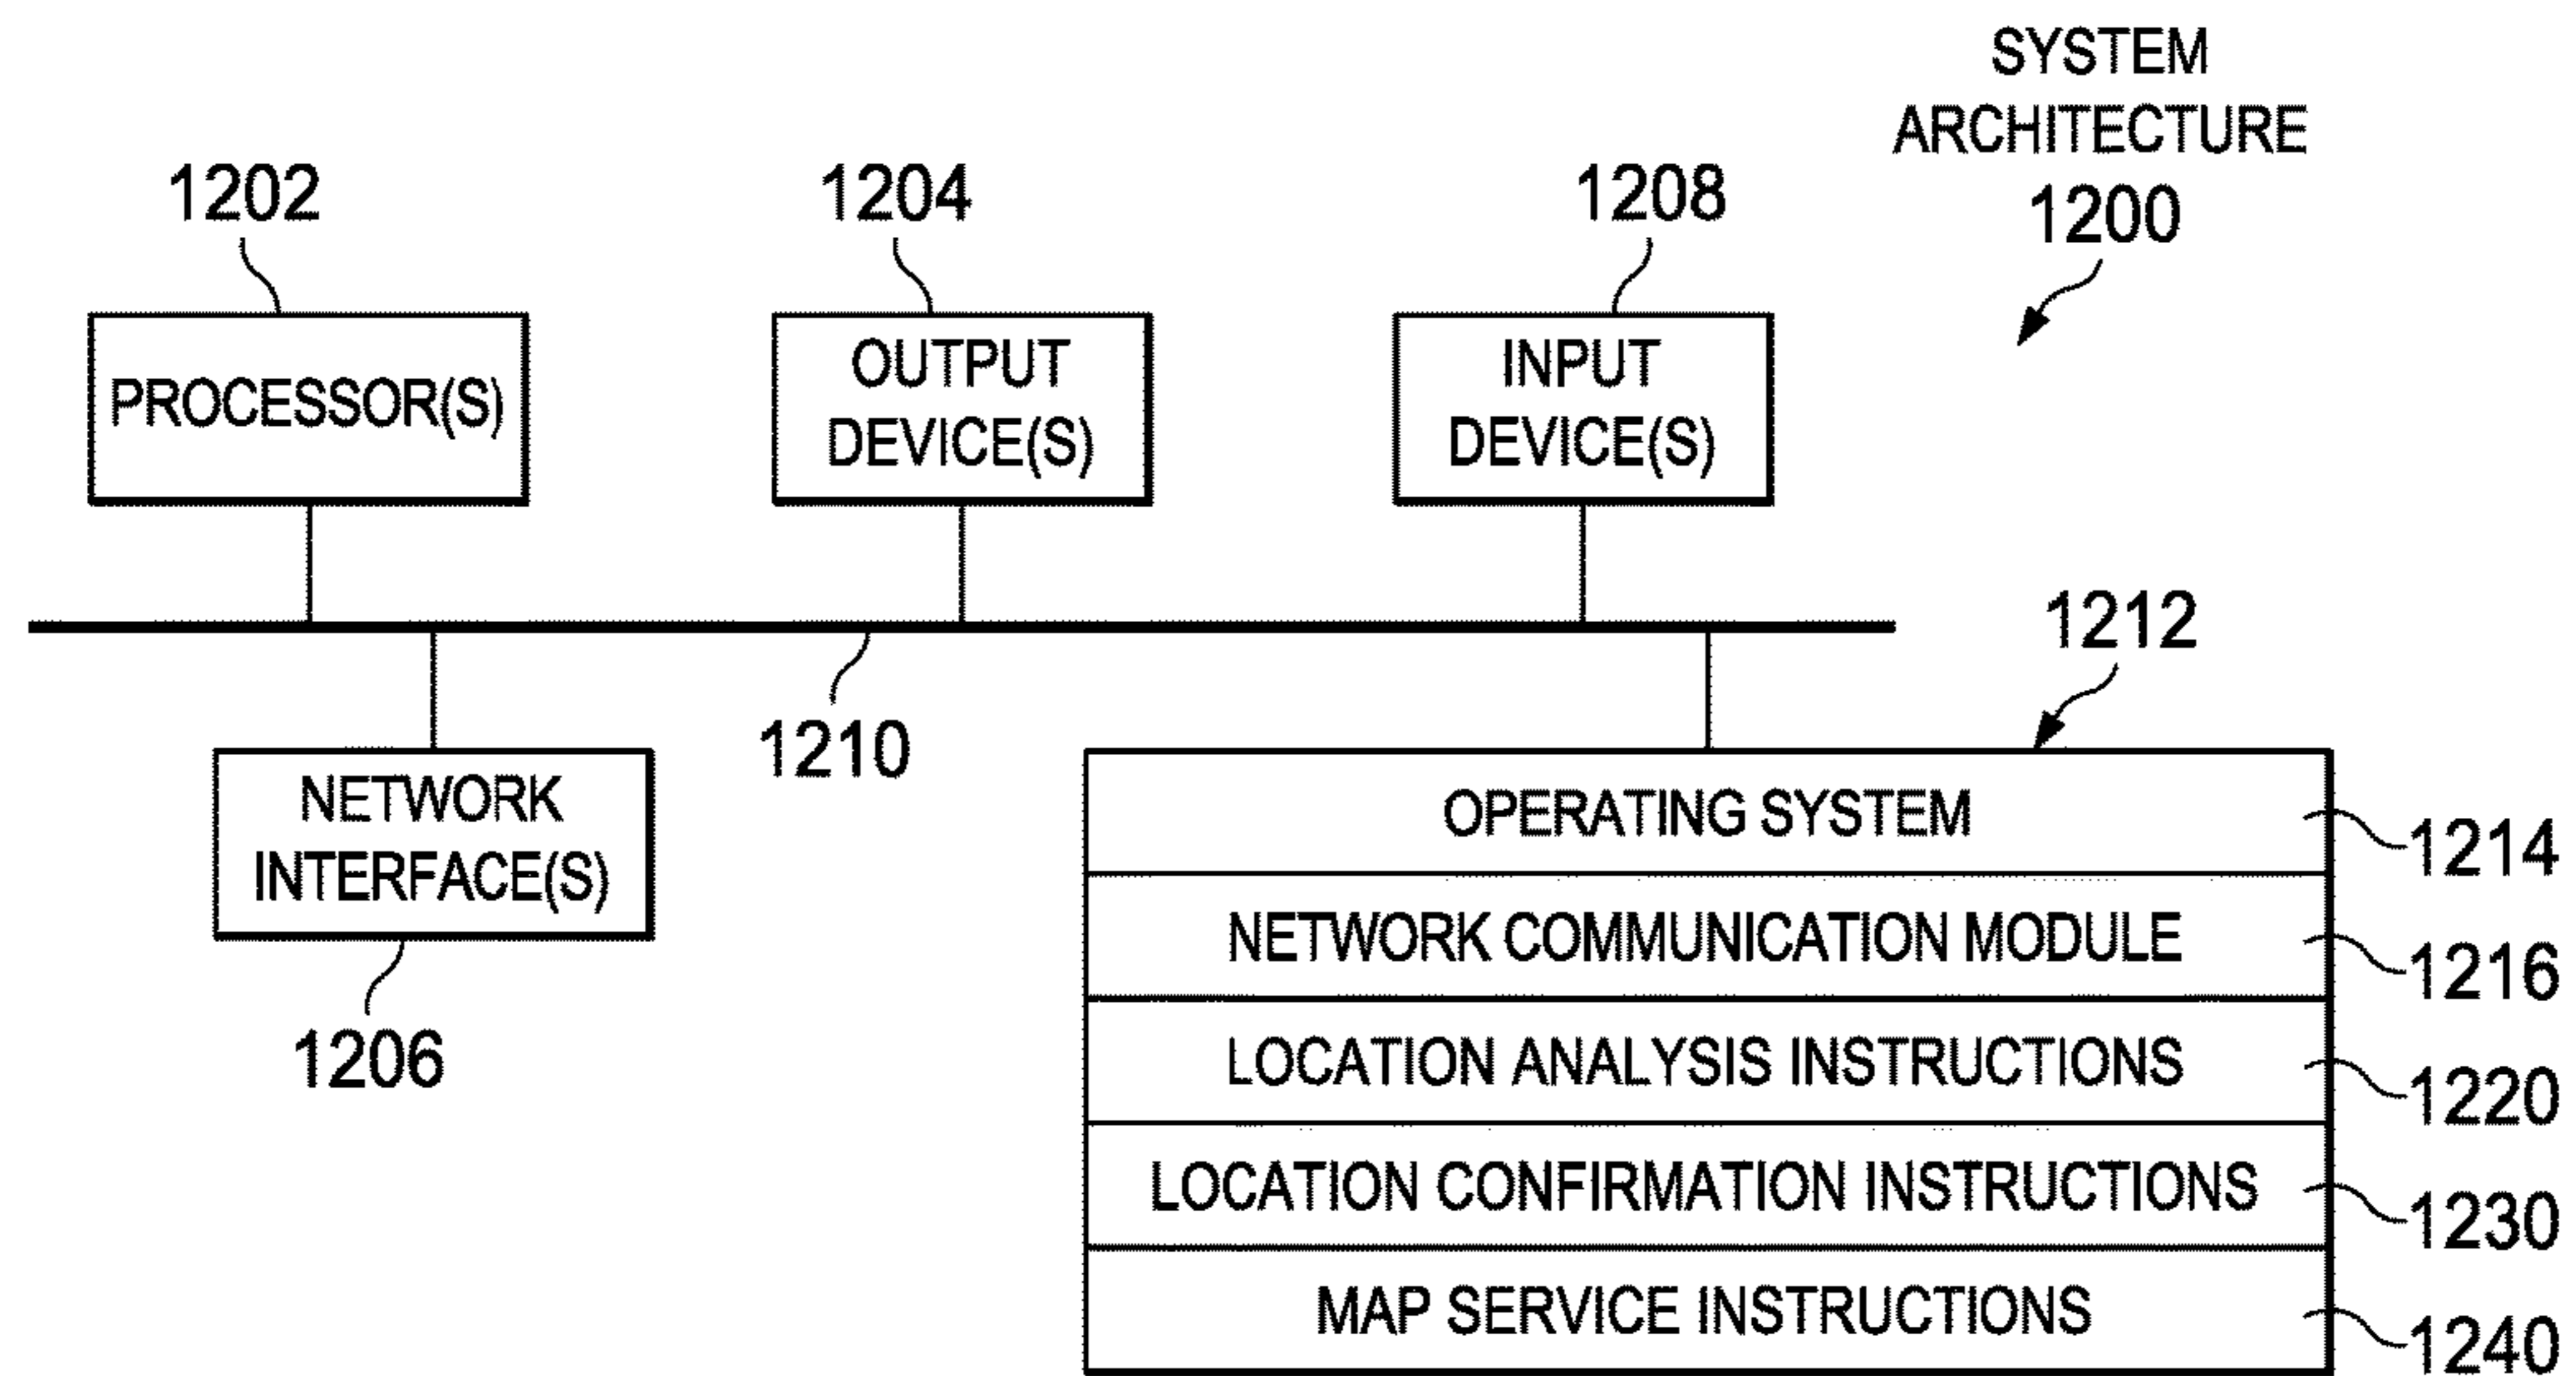 SYSTEM
ARCHITECTURE
1200
1202
1204
1208
PROCESSOR(S)
OUTPUT
DEVICE(S)
INPUT
DEVICE(S)
1212
1210
NETWORK
INTERFACE(S)
1206
OPERATING SYSTEM
1214
NETWORK COMMUNICATION MODULE
1216
LOCATION ANALYSIS INSTRUCTIONS
1220
LOCATION CONFIRMATION INSTRUCTIONS
1230
MAP SERVICE INSTRUCTIONS
1240